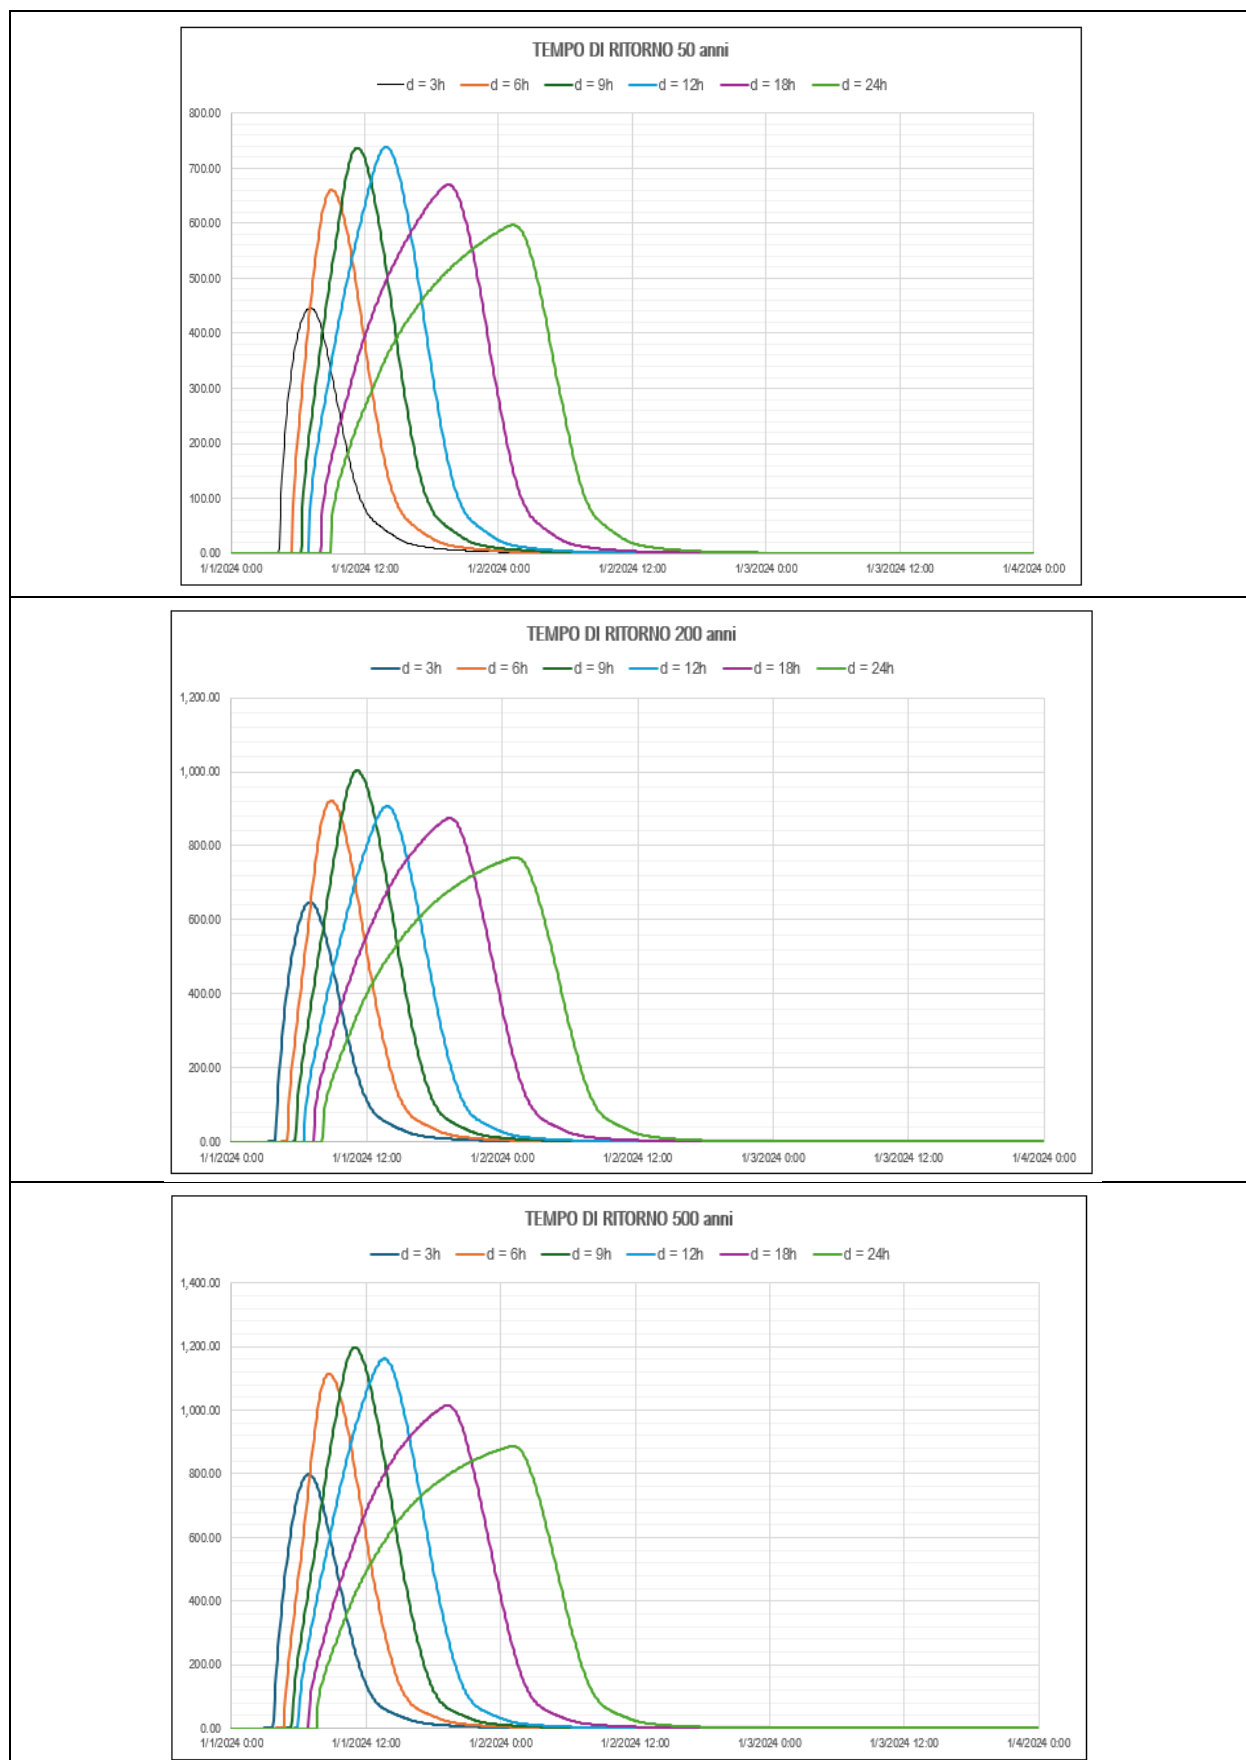 TEMPO DI RITORNO 50 anni
d = 3h d = 6h d = 9h d = 12h d = 18h d = 24h
800.00
700.00
600.00
500.00
400.00
300.00
200.00
100.00
0.00
1/1/2024 0:00 1/1/2024 12:00 1/2/2024 0:00 1/2/2024 12:00 1/3/2024 0:00 1/3/2024 12:00 1/4/2024 0:00
TEMPO DI RITORNO 200 anni
d = 3h d = 6h d = 9h d = 12h d = 18h d = 24h
1,200.00
1,000.00
800.00
600.00
400.00
200.00
0.00
1/1/2024 0:00 1/1/2024 12:00 1/2/2024 0:00 1/2/2024 12:00 1/3/2024 0:00 1/3/2024 12:00 1/4/2024 0:00
TEMPO DI RITORNO 500 anni
d = 3h d = 6h d = 9h d = 12h d = 18h d = 24h
1,400.00
1,200.00
1,000.00
800.00
600.00
400.00
200.00
0.00
1/1/2024 0:00 1/1/2024 12:00 1/2/2024 0:00 1/2/2024 12:00 1/3/2024 0:00 1/3/2024 12:00 1/4/2024 0:00